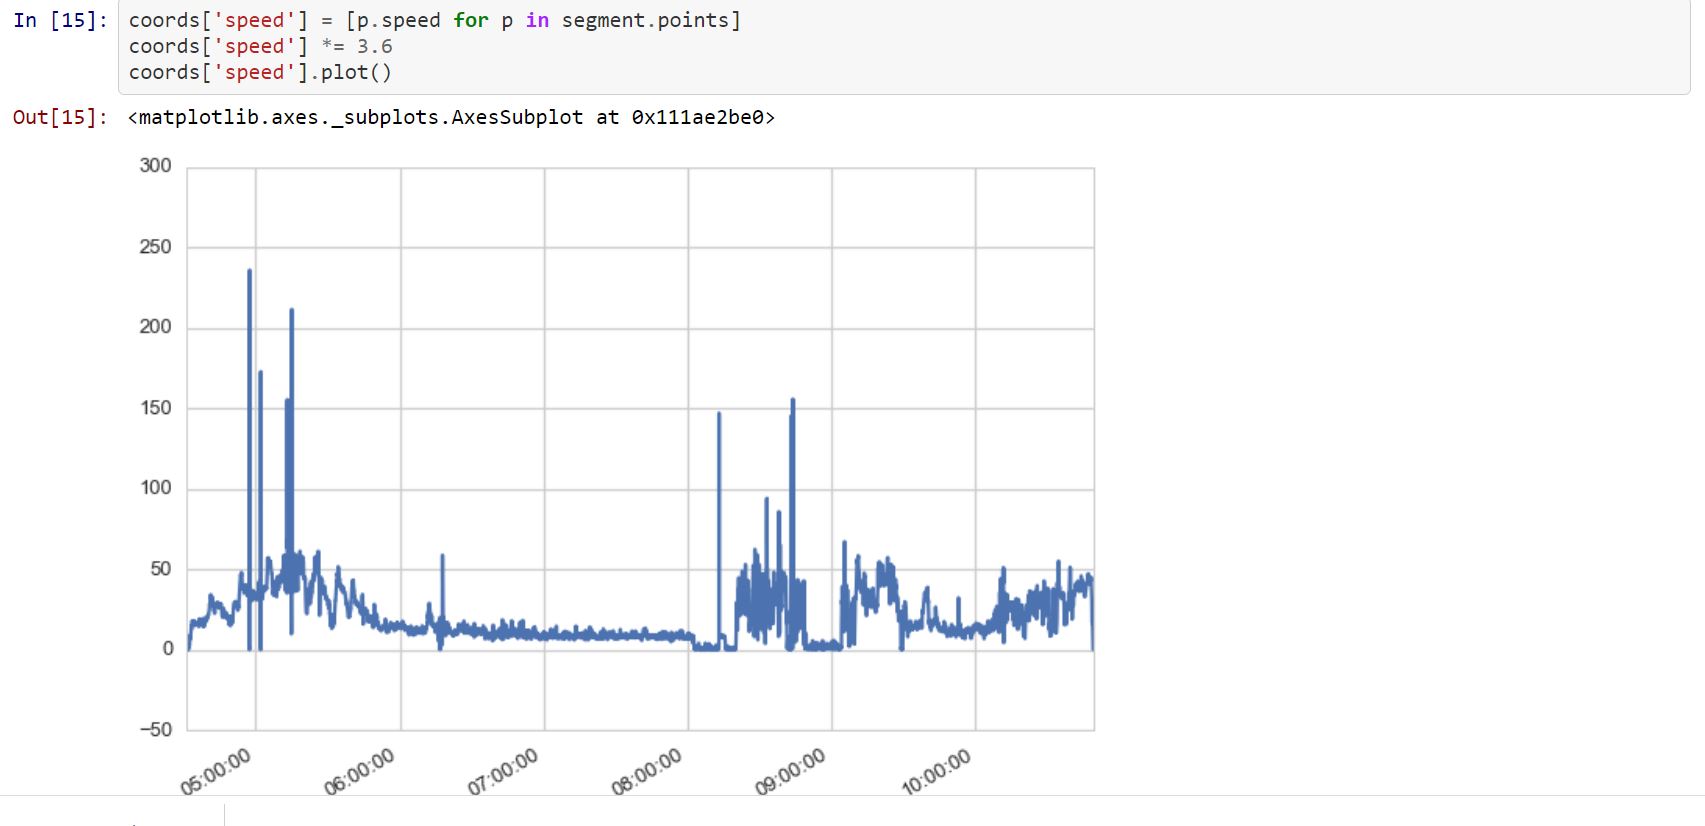 In [15]: coords['speed'] = [p.speed for p in segment.points]
coords['speed'] *= 3.6
coords['speed'].plot()
Out[15]: <matplotlib.axes._subplots.AxesSubplot at 0x111ae2be0>
300
250
200
150
100
50
0
−50
05:00:00 06:00:00 07:00:00 08:00:00 09:00:00 10:00:00